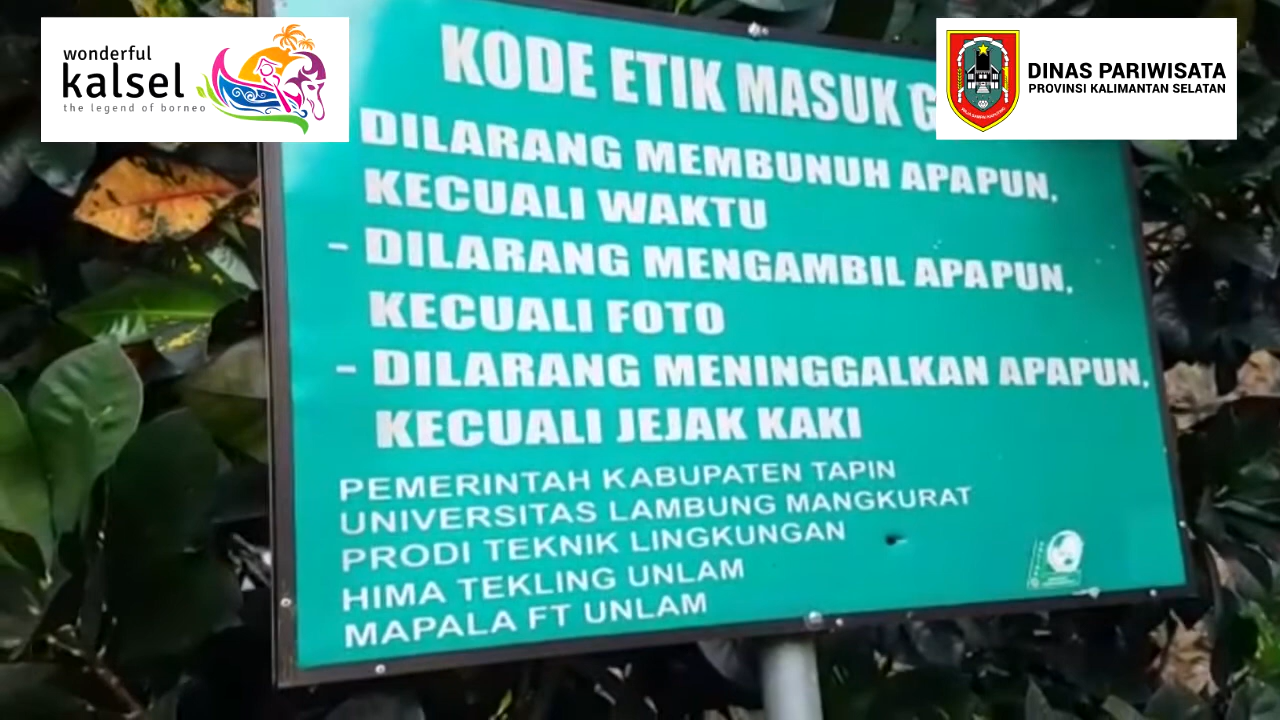 wonderful
kalsel
the legend of borneo
DINAS PARIWISATA
PROVINSI KALIMANTAN SELATAN
KODE ETIK MASUK
DILARANG MEMBUNUH APAPUN,
KECUALI WAKTU
- DILARANG MENGAMBIL APAPUN,
KECUALI FOTO
- DILARANG MENINGGALKAN APAPUN,
KECUALI JEJAK KAKI
PEMERINTAH KABUPATEN TAPIN
UNIVERSITAS LAMBUNG MANGKURAT
PRODI TEKNIK LINGKUNGAN
HIMA TEKLING UNLAM
MAPALA FT UNLAM